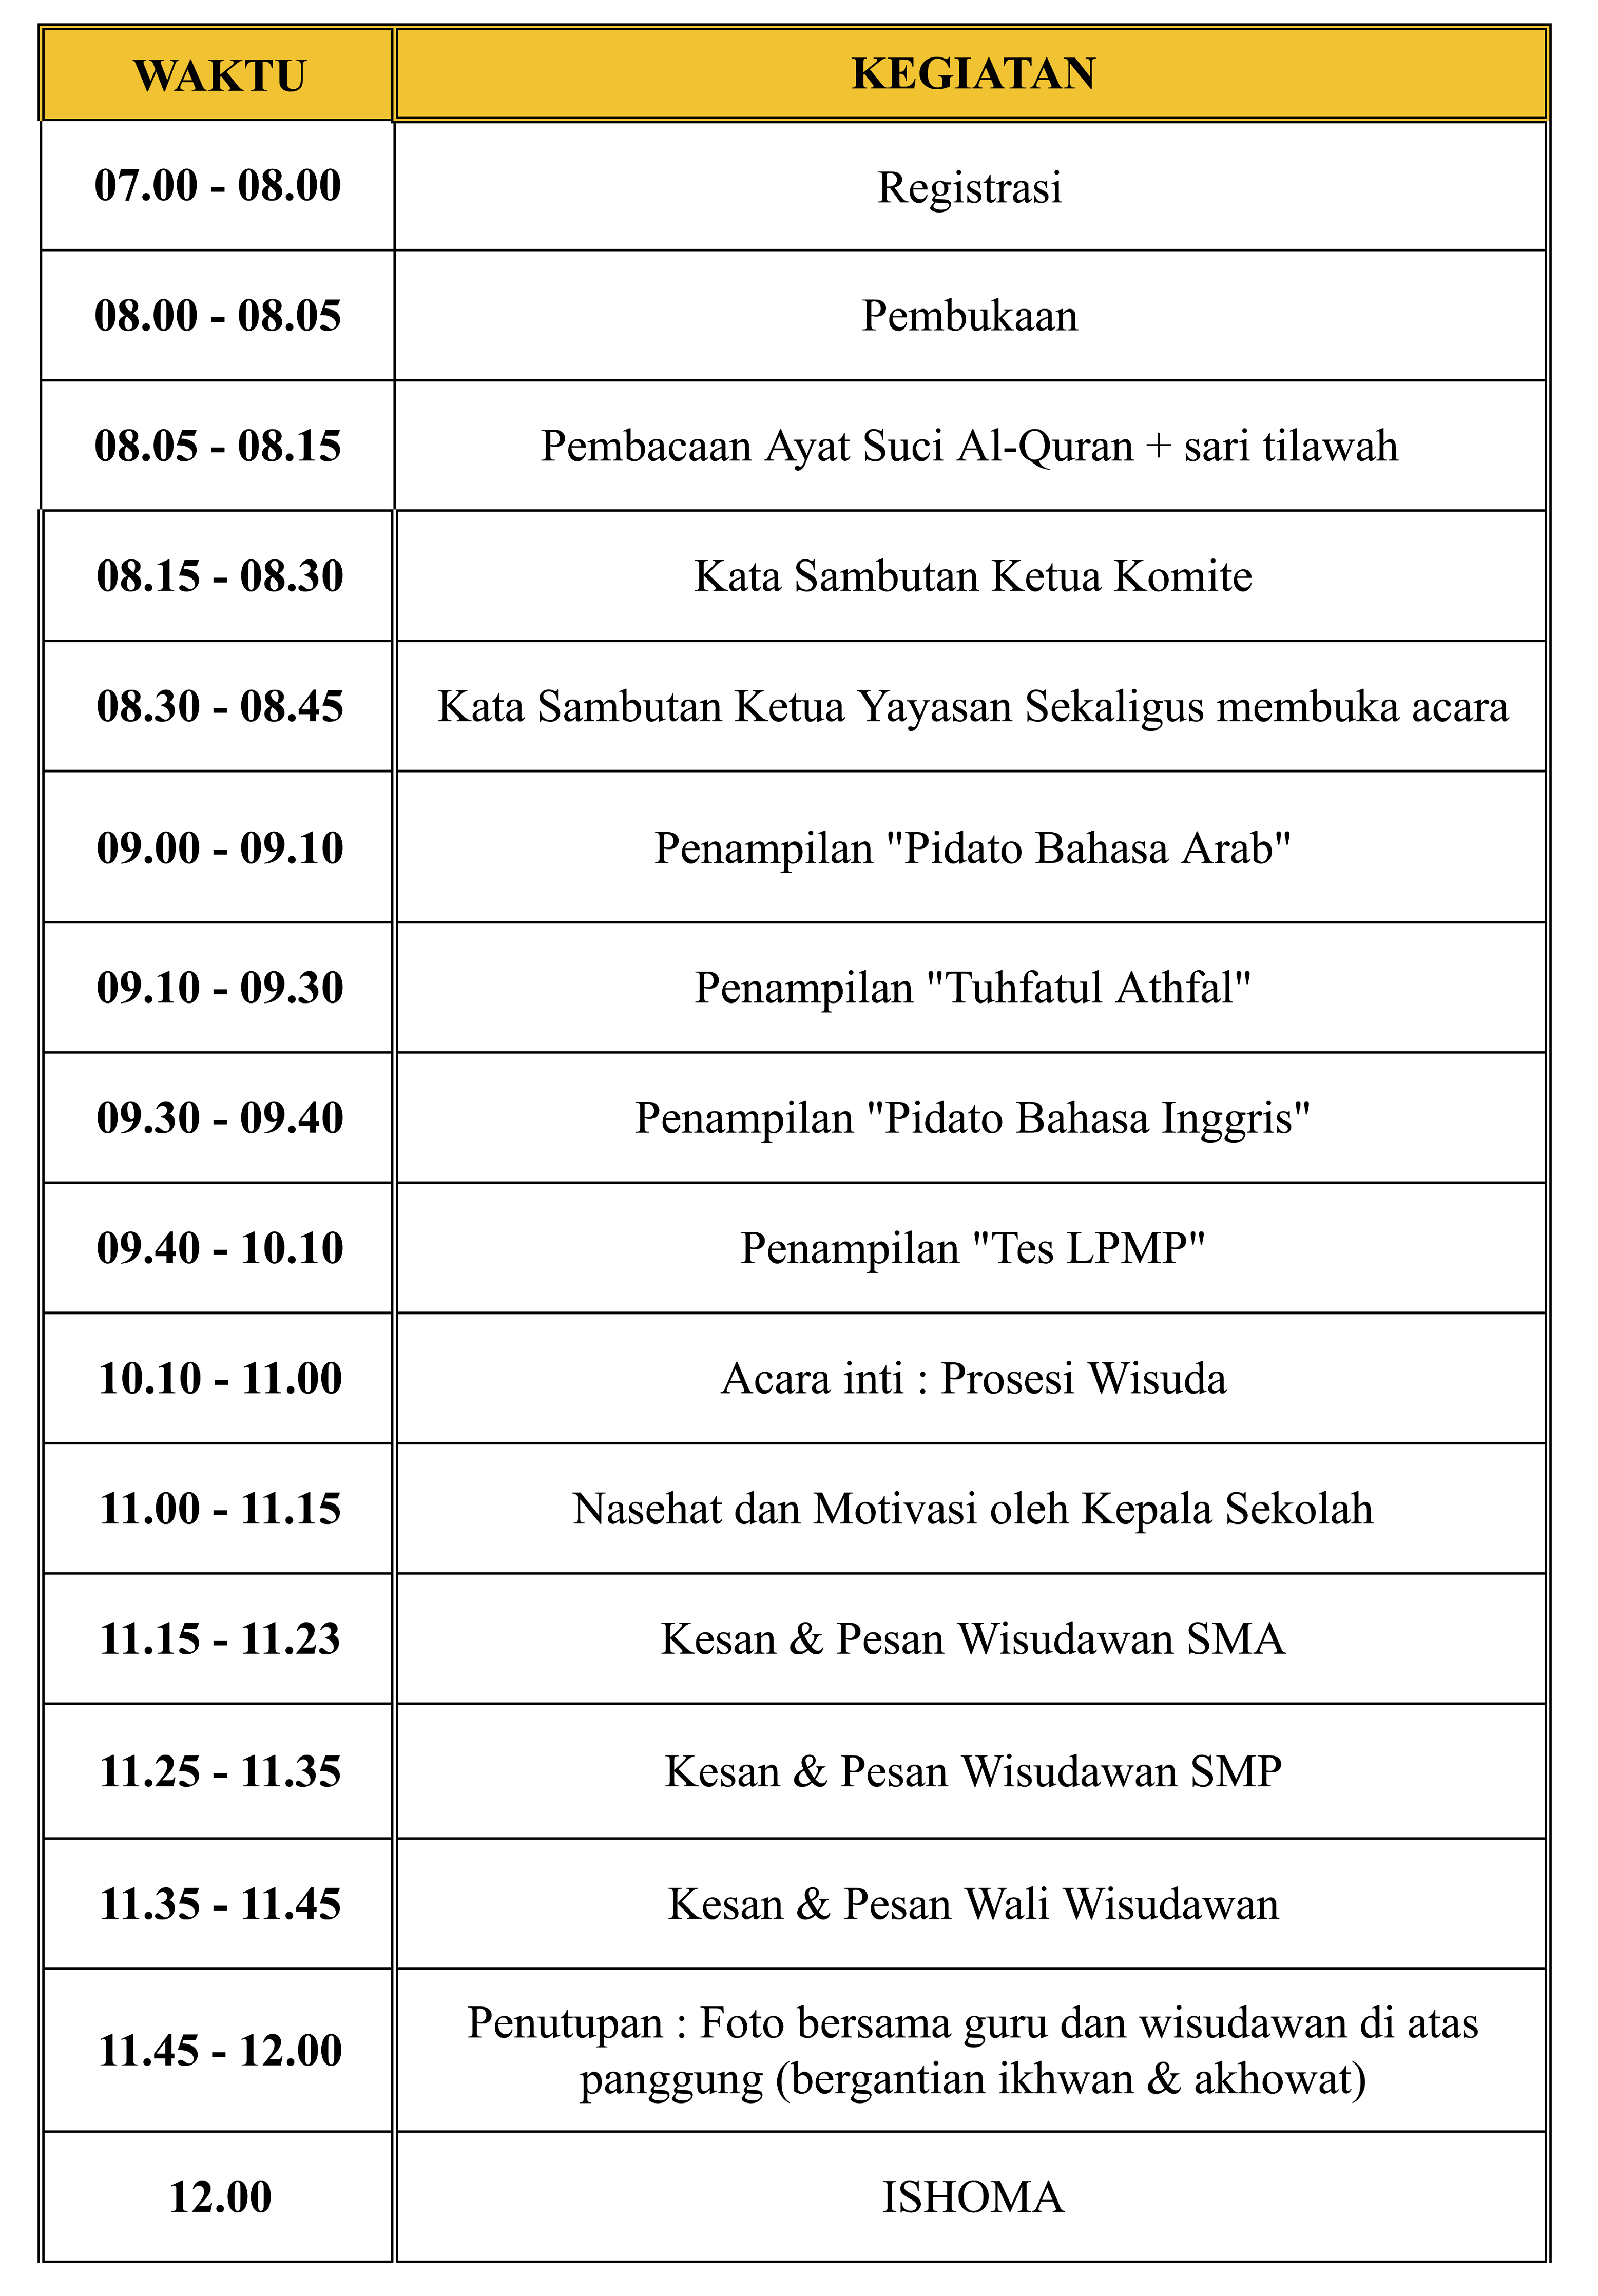 WAKTU KEGIATAN
07.00 - 08.00 Registrasi
08.00 - 08.05 Pembukaan
08.05 - 08.15 Pembacaan Ayat Suci Al-Quran + sari tilawah
08.15 - 08.30 Kata Sambutan Ketua Komite
08.30 - 08.45 Kata Sambutan Ketua Yayasan Sekaligus membuka acara
09.00 - 09.10 Penampilan "Pidato Bahasa Arab"
09.10 - 09.30 Penampilan "Tuhfatul Athfal"
09.30 - 09.40 Penampilan "Pidato Bahasa Inggris"
09.40 - 10.10 Penampilan "Tes LPMP"
10.10 - 11.00 Acara inti : Prosesi Wisuda
11.00 - 11.15 Nasehat dan Motivasi oleh Kepala Sekolah
11.15 - 11.23 Kesan & Pesan Wisudawan SMA
11.25 - 11.35 Kesan & Pesan Wisudawan SMP
11.35 - 11.45 Kesan & Pesan Wali Wisudawan
11.45 - 12.00 Penutupan : Foto bersama guru dan wisudawan di atas
panggung (bergantian ikhwan & akhowat)
12.00 ISHOMA